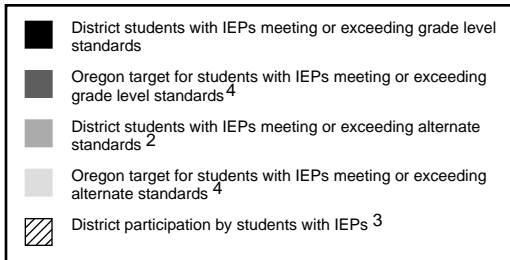 District students with IEPs meeting or exceeding grade level
standards
Oregon target for students with IEPs meeting or exceeding
grade level standards 4
District students with IEPs meeting or exceeding alternate
standards 2
Oregon target for students with IEPs meeting or exceeding
alternate standards 4
District participation by students with IEPs 3